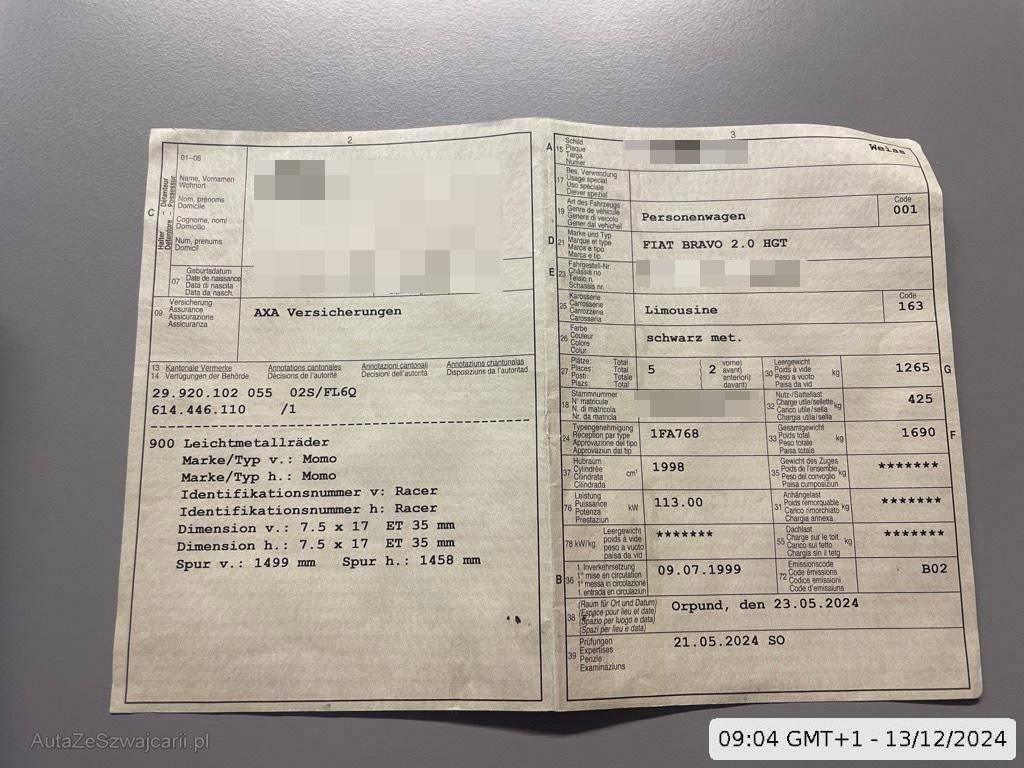 2
01-06
Name, Vornamen
Wohnort
Nom, prénoms
Domicile
Cognome, nomi
Domicilio
Num, prenums
Domicil
C
Halter - Détenteur
Detentore - Possessur
07
Geburtsdatum
Date de naissance
Data di nascita
Data da nasch.
09
Versicherung
Assurance
Assicurazione
Assicuranza
AXA Versicherungen
13 Kantonale Vermerke Annotations cantonales Annotazioni cantonali Annotaziuns chantunalas
14 Verfügungen der Behörde Décisions de l'autorité Decisioni dell'autorità Disposiziuns da l'autoritad
29.920.102 055 02S/FL6Q
614.446.110 /1
900 Leichtmetallräder
Marke/Typ v.: Momo
Marke/Typ h.: Momo
Identifikationsnummer v: Racer
Identifikationsnummer h: Racer
Dimension v.: 7.5 x 17 ET 35 mm
Dimension h.: 7.5 x 17 ET 35 mm
Spur v.: 1499 mm Spur h.: 1458 mm
3
A 15
Schild
Plaque
Targa
Numer
Weiss
17
Bes. Verwendung
Usage spécial
Uso speciale
Diever spezial
19
Art des Fahrzeugs
Genre de véhicule
Genere di veicolo
Gener dal vehichel
Personenwagen
Code
001
D 21
Marke und Typ
Marque et type
Marca e tipo
Marca e tip
FIAT BRAVO 2.0 HGT
E 23
Fahrgestell-Nr.
Châssis no
Telaio n.
Schassis nr.
25
Karosserie
Carrosserie
Carrozzeria
Carossaria
Limousine
Code
163
26
Farbe
Couleur
Colore
Colur
schwarz met.
27
Plätze: Total
Places: Total
Posti: Totale
Plazs: Total
5
2
vorne)
avant)
anteriori)
davant)
30
Leergewicht
Poids à vide
Peso a vuoto
Paisa da vid
kg
1265
G
18
Stammnummer
N° matricule
N. di matricola
Nr. da matricla
32
Nutz-/Sattellast
Charge utile/sellette
Carico utile/sella
Chargia utila/sella
kg
425
24
Typengenehmigung
Réception par type
Approvazione del tipo
Approvaziun dal tip
1FA768
33
Gesamtgewicht
Poids total
Peso totale
Paisa totala
kg
1690
F
37
Hubraum
Cylindrée
Cilindrata
Cilindrada
cm³
1998
35
Gewicht des Zuges
Poids de l'ensemble
Peso del convoglio
Paisa cumposiziun
kg
*******
76
Leistung
Puissance
Potenza
Prestaziun
kW
113.00
31
Anhängelast
Poids remorquable
Carico rimorchiato
Chargia annexa
kg
*******
78 kW/kg
Leergewicht
poids à vide
peso a vuoto
paisa da vid
*******
55
Dachlast
Charge sur le toit
Carico sul tetto
Chargia sin il tetg
kg
*******
B 36
1. Inverkehrsetzung
1re mise en circulation
1a messa in circolazione
1. entrada en circulaziun
09.07.1999
72
Emissionscode
Code émissions
Codice emissioni
Code d'emissiuns
B02
38
(Raum für Ort und Datum)
(Espace pour lieu et date)
(Spazio per luogo e data)
(Spazi per lieu e data)
Orpund, den 23.05.2024
39
Prüfungen
Expertises
Perizie
Examinaziuns
21.05.2024 SO
AutaZeSzwajcarii.pl
09:04 GMT+1 - 13/12/2024